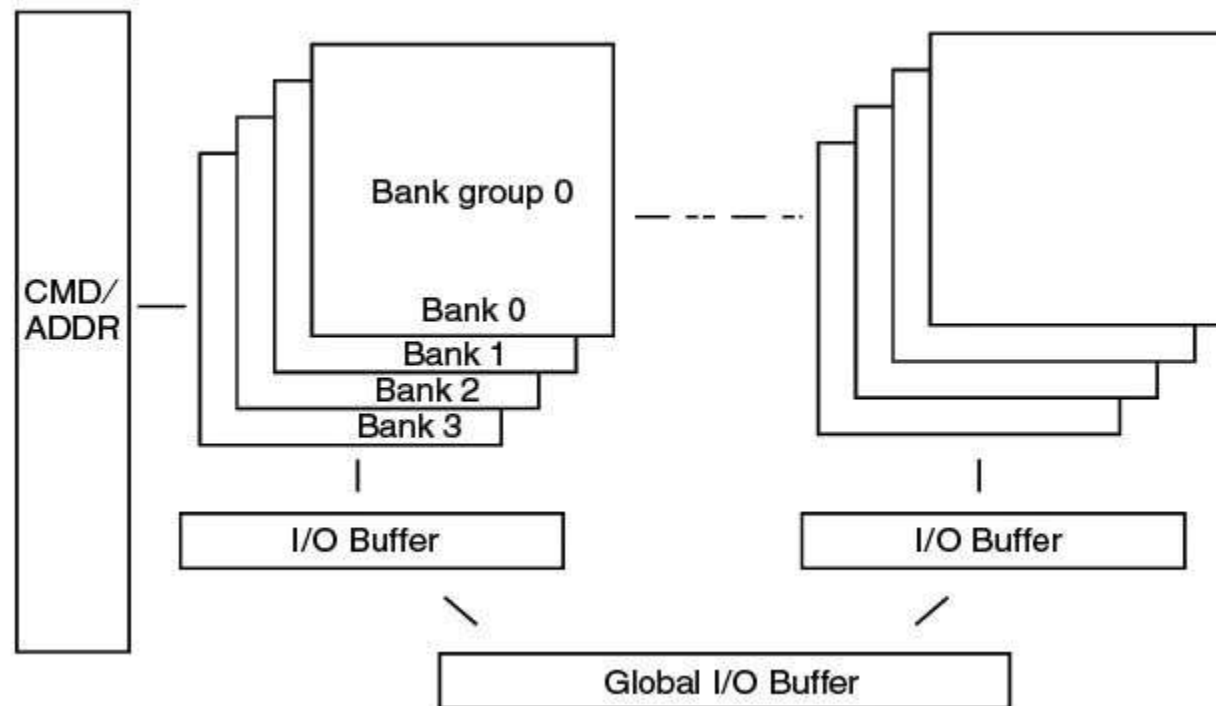 CMD/
ADDR
Bank group 0
Bank 0
Bank 1
Bank 2
Bank 3
I/O Buffer
I/O Buffer
Global I/O Buffer